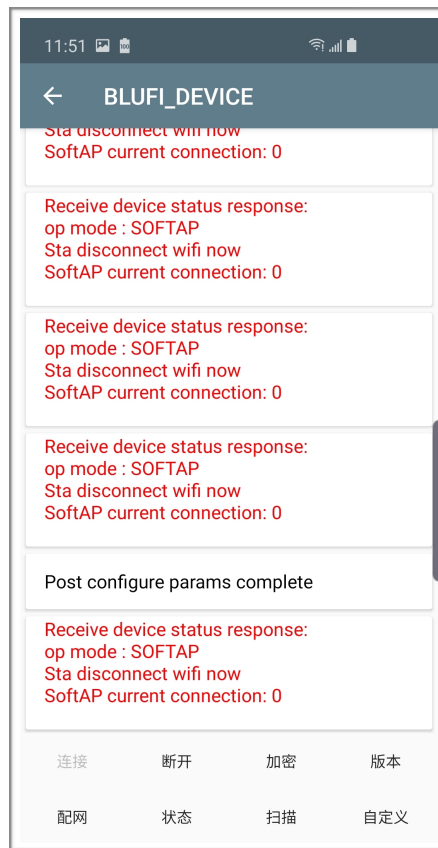 11:51
BLUFI_DEVICE
Sta disconnect wifi now
SoftAP current connection: 0
Receive device status response:
op mode : SOFTAP
Sta disconnect wifi now
SoftAP current connection: 0
Receive device status response:
op mode : SOFTAP
Sta disconnect wifi now
SoftAP current connection: 0
Receive device status response:
op mode : SOFTAP
Sta disconnect wifi now
SoftAP current connection: 0
Post configure params complete
Receive device status response:
op mode : SOFTAP
Sta disconnect wifi now
SoftAP current connection: 0
连接 断开 加密 版本
配网 状态 扫描 自定义